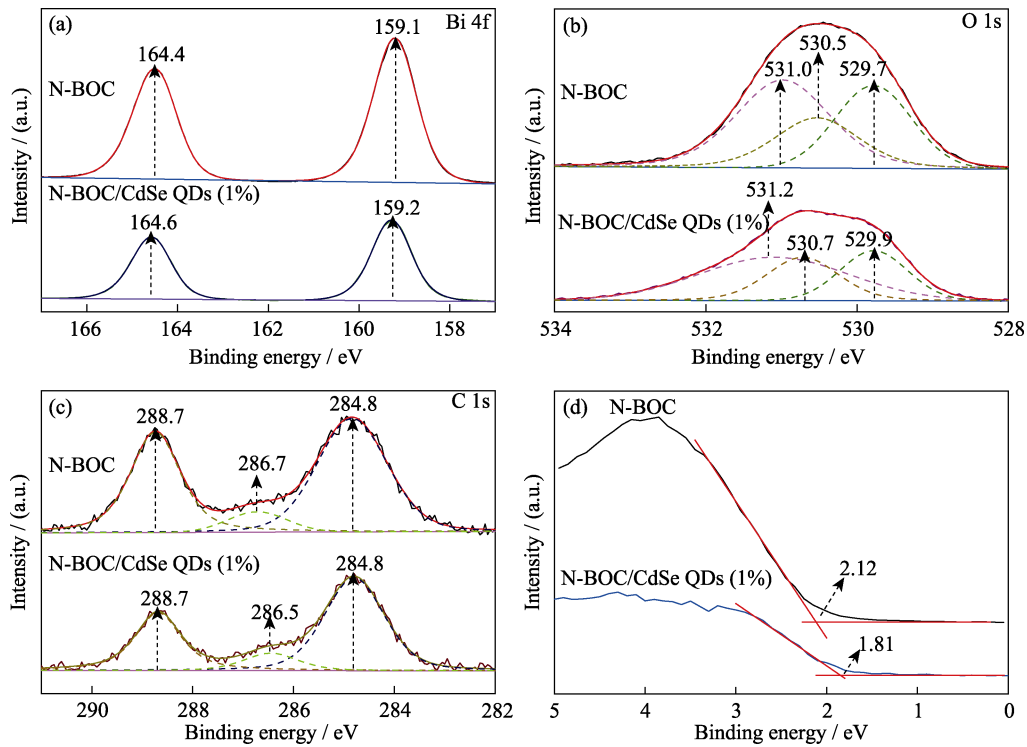 (a)
Bi 4f
159.1
164.4
N-BOC
N-BOC/CdSe QDs (1%)
164.6
159.2
Intensity / (a.u.)
166
164
162
160
158
Binding energy / eV
(b)
O 1s
530.5
531.0
529.7
N-BOC
531.2
N-BOC/CdSe QDs (1%)
530.7
529.9
Intensity / (a.u.)
534
532
530
528
Binding energy / eV
(c)
C 1s
288.7
284.8
N-BOC
286.7
N-BOC/CdSe QDs (1%)
284.8
288.7
286.5
Intensity / (a.u.)
290
288
286
284
282
Binding energy / eV
(d)
N-BOC
N-BOC/CdSe QDs (1%)
2.12
1.81
Intensity / (a.u.)
5
4
3
2
1
0
Binding energy / eV